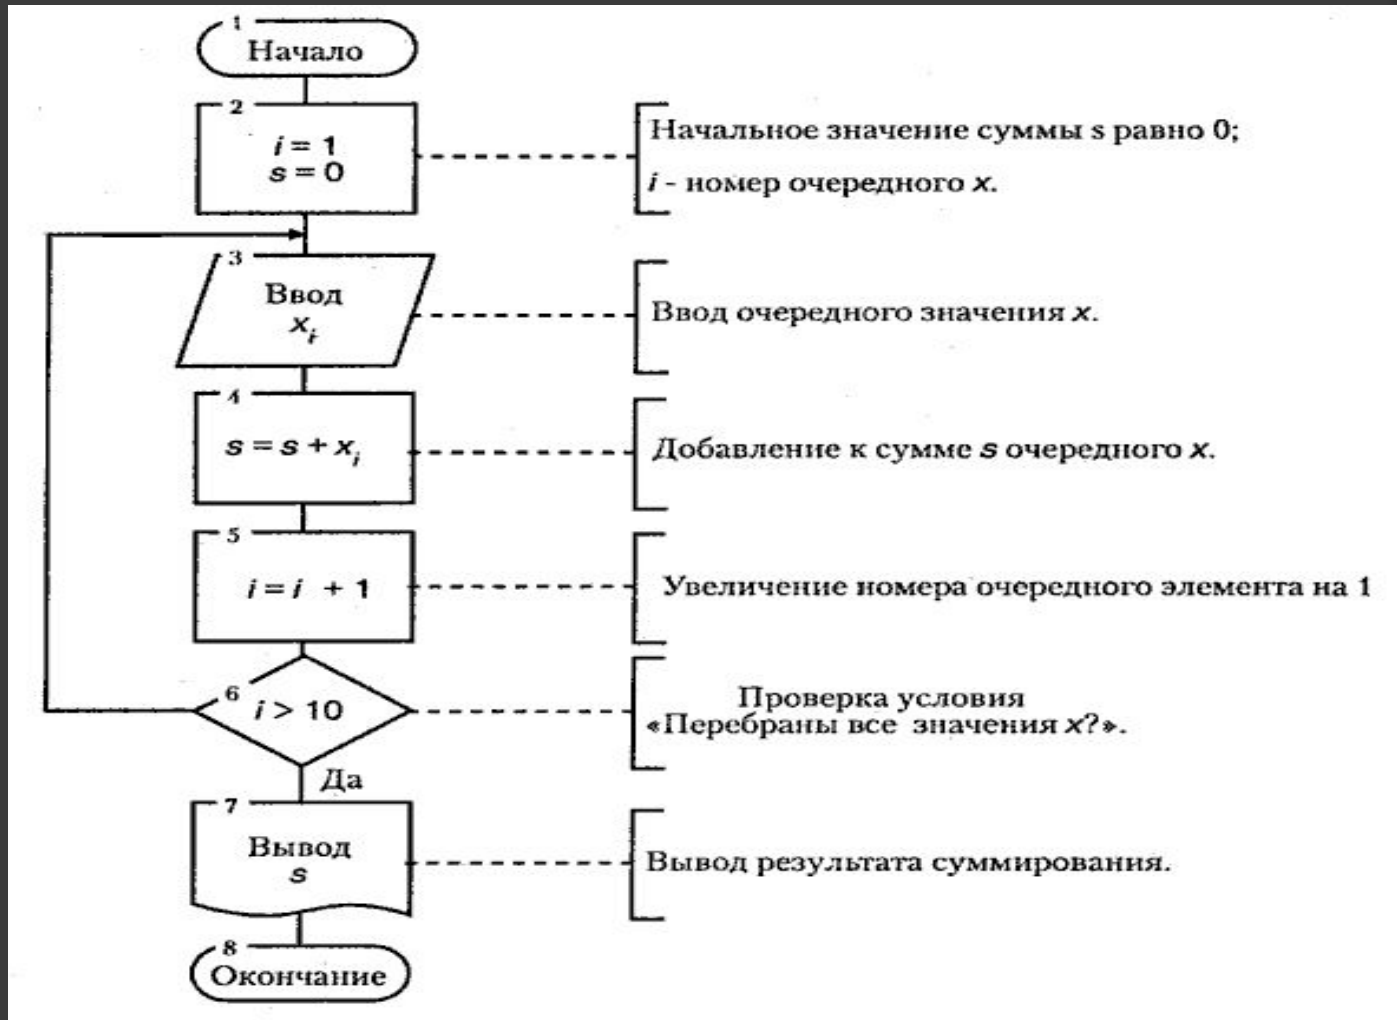 1
Начало
2
i = 1
s = 0
Начальное значение суммы s равно 0;
i - номер очередного x.
3
Ввод
xᵢ
Ввод очередного значения x.
4
s = s + xᵢ
Добавление к сумме s очередного x.
5
i = i + 1
Увеличение номера очередного элемента на 1
6
i > 10
Проверка условия
«Перебраны все значения x?».
Да
7
Вывод
s
Вывод результата суммирования.
8
Окончание